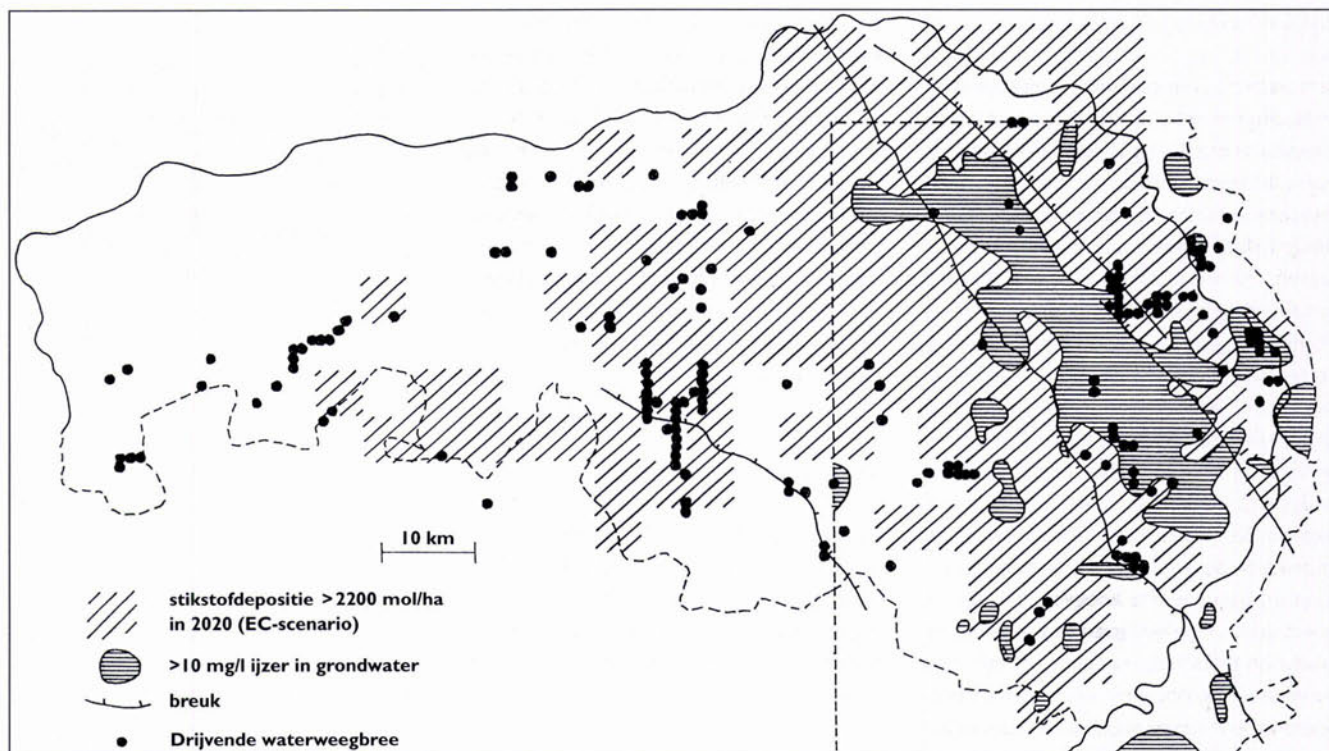 10 km
stikstofdepositie >2200 mol/ha
in 2020 (EC-scenario)
>10 mg/l ijzer in grondwater
breuk
Drijvende waterweegbree